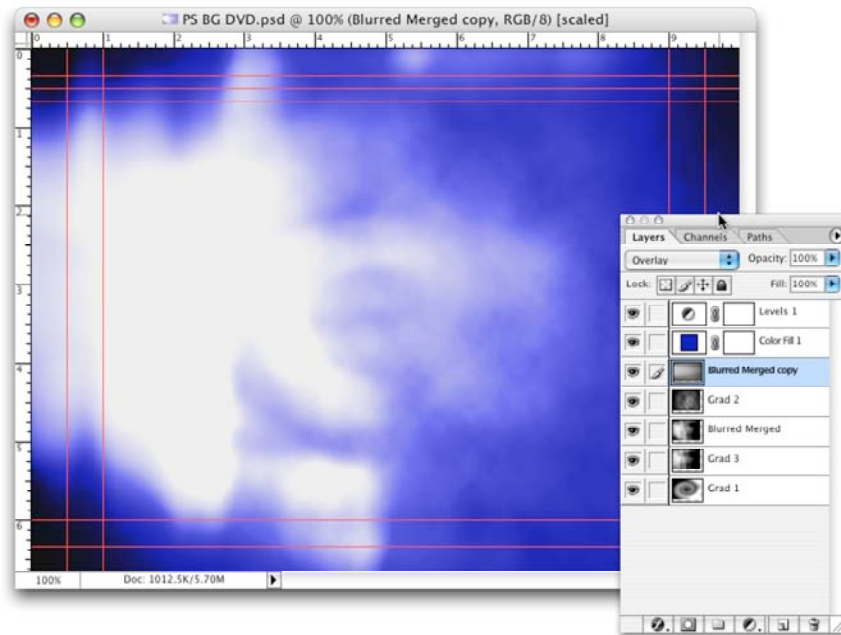 PS BG DVD.psd @ 100% (Blurred Merged copy, RGB/8) [scaled]
0 1 2 3 4 5 6 7 8 9
0
1
2
3
4
5
6
Layers Channels Paths
Overlay Opacity: 100%
Lock: Fill: 100%
Levels 1
Color Fill 1
Blurred Merged copy
Grad 2
Blurred Merged
Grad 3
Grad 1
100% Doc: 1012.5K/5.70M